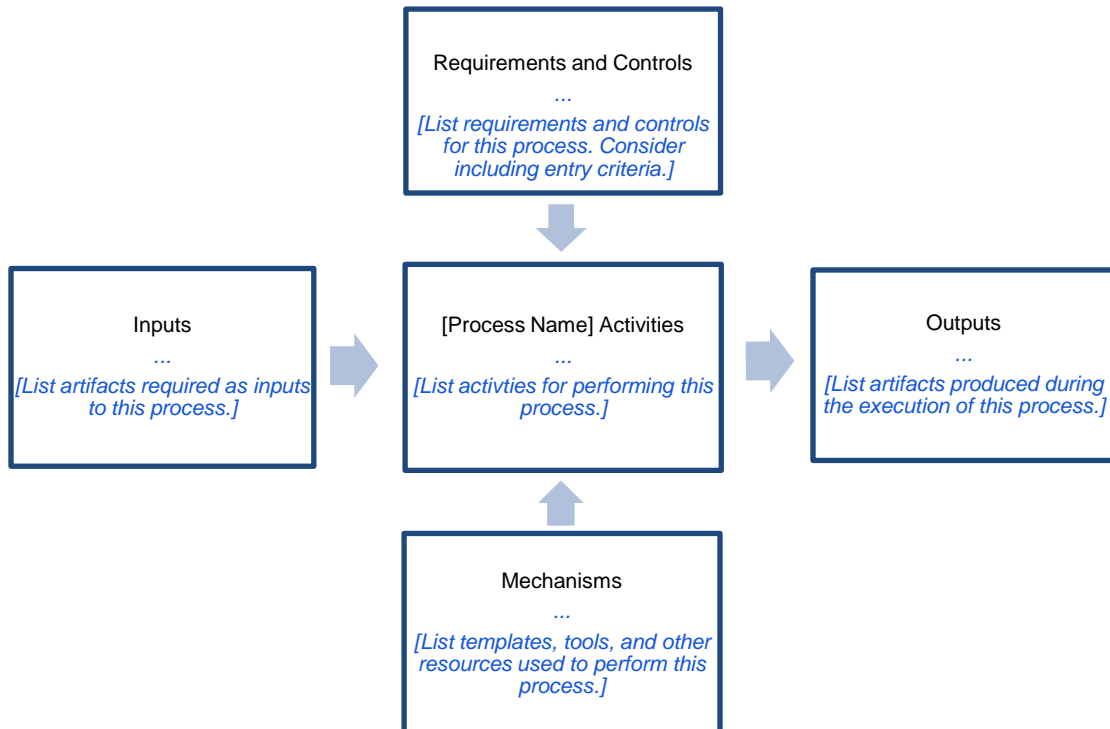 Requirements and Controls
...
[List requirements and controls
for this process. Consider
including entry criteria.]
Inputs
...
[List artifacts required as inputs
to this process.]
[Process Name] Activities
...
[List activties for performing this
process.]
Outputs
...
[List artifacts produced during
the execution of this process.]
Mechanisms
...
[List templates, tools, and other
resources used to perform this
process.]